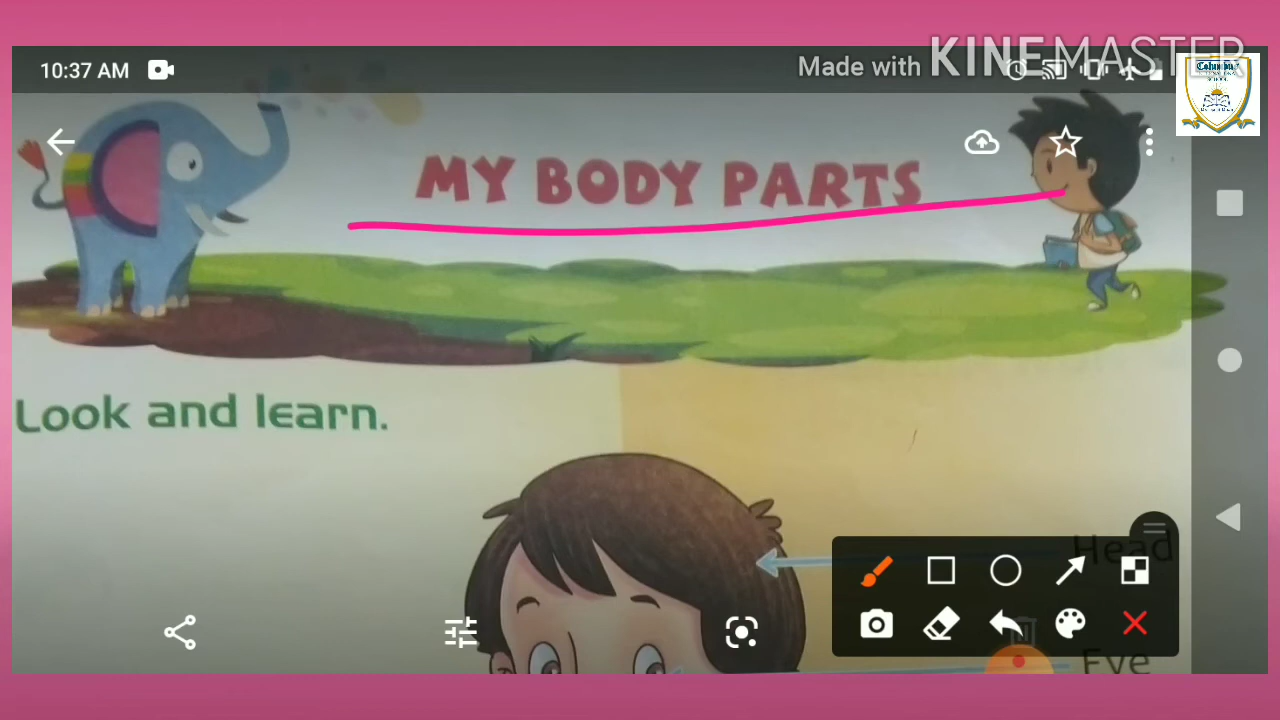 Made with KINEMASTER
10:37 AM
MY BODY PARTS
Look and learn.
Head
Eye